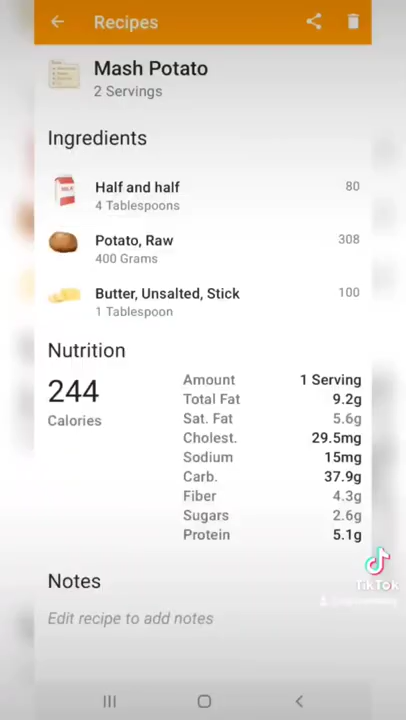 Recipes
Mash Potato
2 Servings
Ingredients
MILK
Half and half 80
4 Tablespoons
Potato, Raw 308
400 Grams
Butter, Unsalted, Stick 100
1 Tablespoon
Nutrition
244
Calories
Amount 1 Serving
Total Fat 9.2g
Sat. Fat 5.6g
Cholest. 29.5mg
Sodium 15mg
Carb. 37.9g
Fiber 4.3g
Sugars 2.6g
Protein 5.1g
TikTok
Notes
Edit recipe to add notes